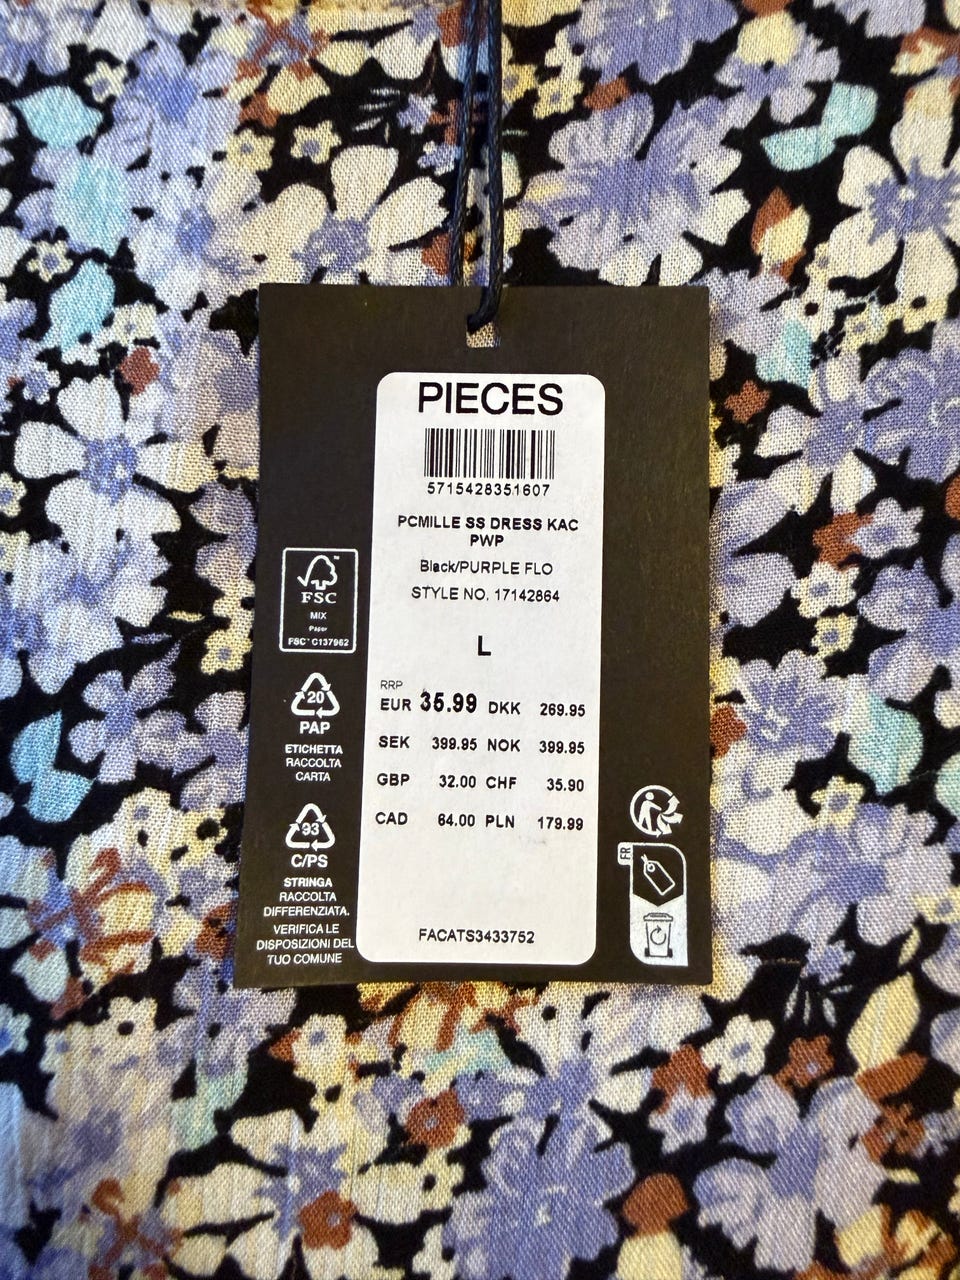 PIECES
5715428351607
PCMILLE SS DRESS KAC
PWP
Black/PURPLE FLO
STYLE NO. 17142864
L
RRP
EUR 35.99 DKK 269.95
SEK 399.95 NOK 399.95
GBP 32.00 CHF 35.90
CAD 64.00 PLN 179.99
FACATS3433752
FSC
MIX
Paper
FSC™ C137962
20
PAP
ETICHETTA
RACCOLTA
CARTA
93
C/PS
STRINGA
RACCOLTA
DIFFERENZIATA.
VERIFICA LE
DISPOSIZIONI DEL
TUO COMUNE
FR